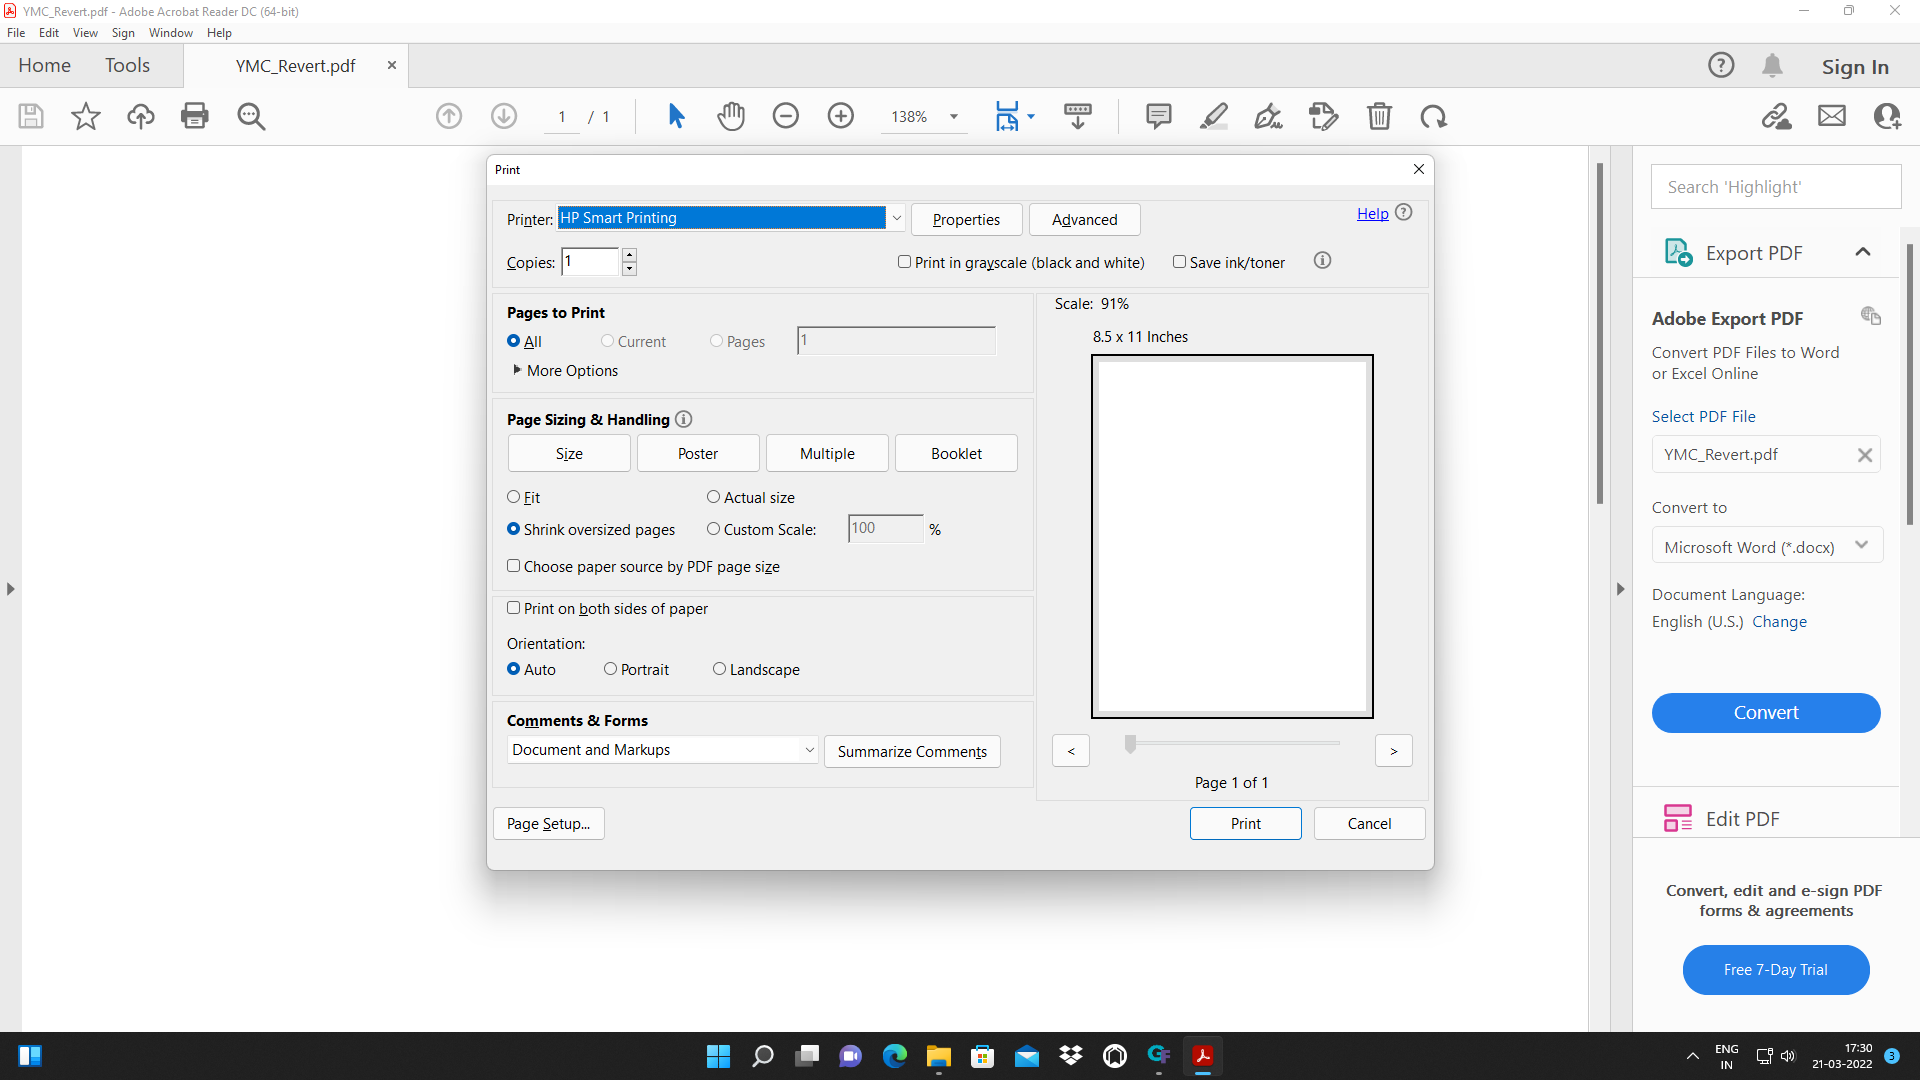 YMC_Revert.pdf - Adobe Acrobat Reader DC (64-bit)
File Edit View Sign Window Help
Home Tools YMC_Revert.pdf Sign In
1 / 1 138%
Print
Printer: HP Smart Printing Properties Advanced Help
Copies: 1 Print in grayscale (black and white) Save ink/toner
Pages to Print
All Current Pages 1
More Options
Page Sizing & Handling
Size Poster Multiple Booklet
Fit Actual size
Shrink oversized pages Custom Scale: 100 %
Choose paper source by PDF page size
Print on both sides of paper
Orientation:
Auto Portrait Landscape
Comments & Forms
Document and Markups Summarize Comments
Page Setup...
Scale: 91%
8.5 x 11 Inches
< >
Page 1 of 1
Print Cancel
Search 'Highlight'
Export PDF
Adobe Export PDF
Convert PDF Files to Word
or Excel Online
Select PDF File
YMC_Revert.pdf
Convert to
Microsoft Word (*.docx)
Document Language:
English (U.S.) Change
Convert
Edit PDF
Convert, edit and e-sign PDF
forms & agreements
Free 7-Day Trial
ENG
IN
17:30
21-03-2022
3